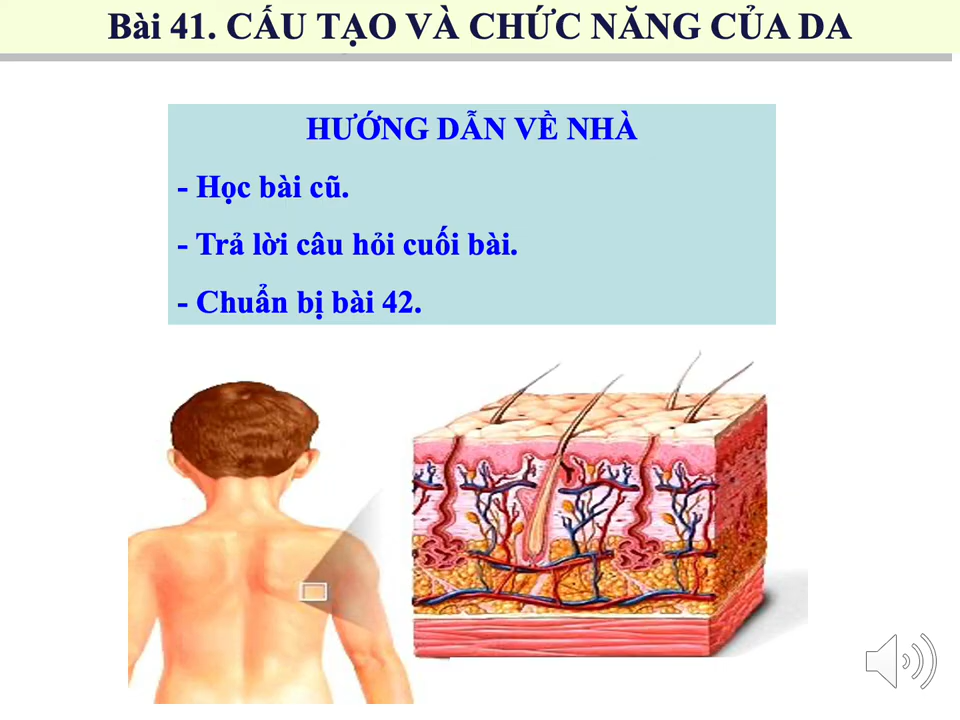 Bài 41. CẤU TẠO VÀ CHỨC NĂNG CỦA DA
HƯỚNG DẪN VỀ NHÀ
- Học bài cũ.
- Trả lời câu hỏi cuối bài.
- Chuẩn bị bài 42.